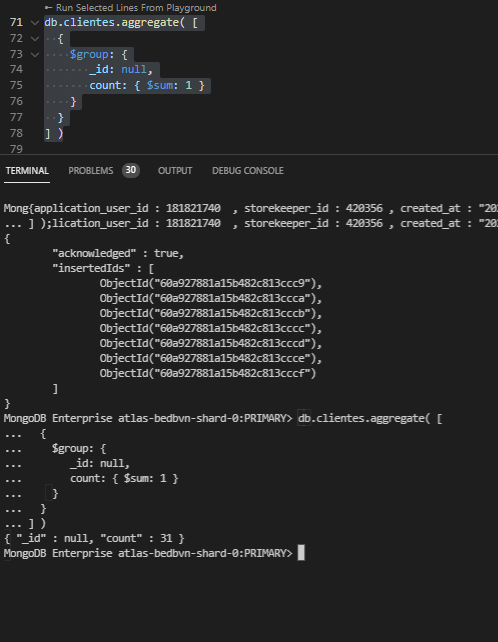 ← Run Selected Lines From Playground
71 db.clientes.aggregate( [
72 {
73 $group: {
74 _id: null,
75 count: { $sum: 1 }
76 }
77 }
78 ] )
79
TERMINAL PROBLEMS 30 OUTPUT DEBUG CONSOLE
Mong{application_user_id : 181821740 , storekeeper_id : 420356 , created_at : "202
... ] );lication_user_id : 181821740 , storekeeper_id : 420356 , created_at : "202
{
"acknowledged" : true,
"insertedIds" : [
ObjectId("60a927881a15b482c813ccc9"),
ObjectId("60a927881a15b482c813ccca"),
ObjectId("60a927881a15b482c813cccb"),
ObjectId("60a927881a15b482c813cccc"),
ObjectId("60a927881a15b482c813cccd"),
ObjectId("60a927881a15b482c813ccce"),
ObjectId("60a927881a15b482c813cccf")
]
}
MongoDB Enterprise atlas-bedbvn-shard-0:PRIMARY> db.clientes.aggregate( [
... {
... $group: {
... _id: null,
... count: { $sum: 1 }
... }
... }
... ] )
{ "_id" : null, "count" : 31 }
MongoDB Enterprise atlas-bedbvn-shard-0:PRIMARY>